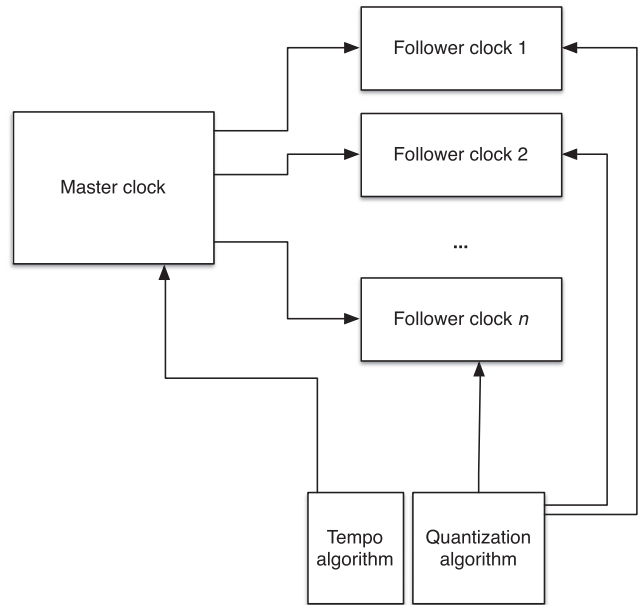 Follower clock 1
Master clock
Follower clock 2
...
Follower clock n
Tempo
algorithm
Quantization
algorithm